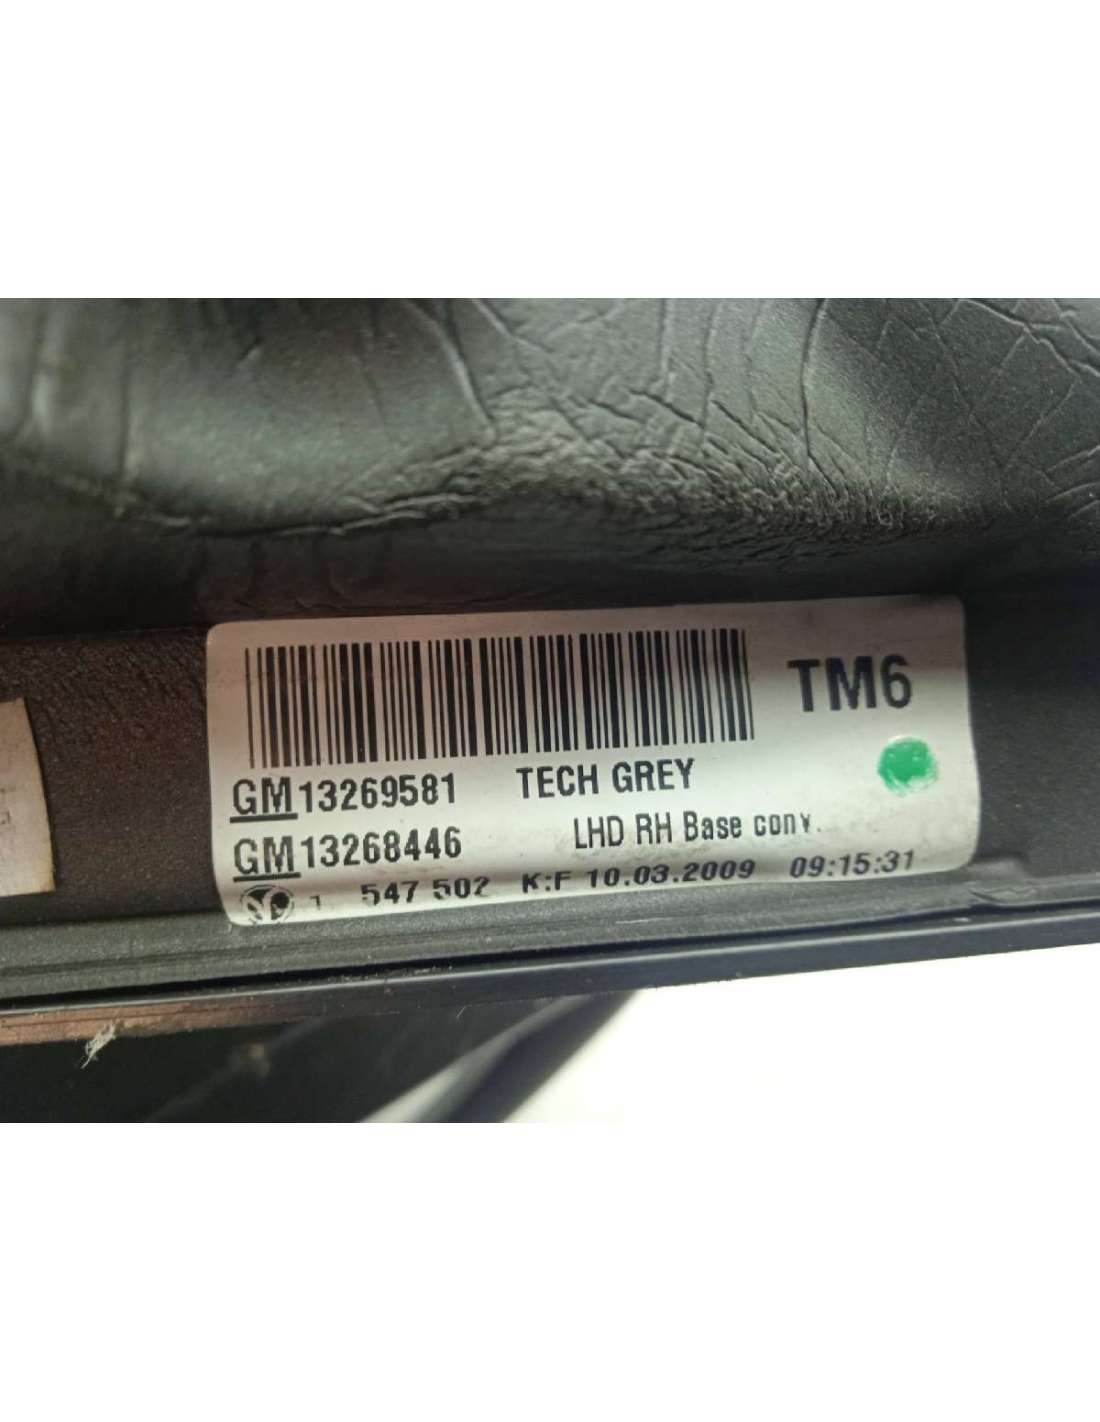 TM6
GM13269581 TECH GREY
GM13268446 LHD RH Base conv.
1 547 502 K:F 10.03.2009 09:15:31